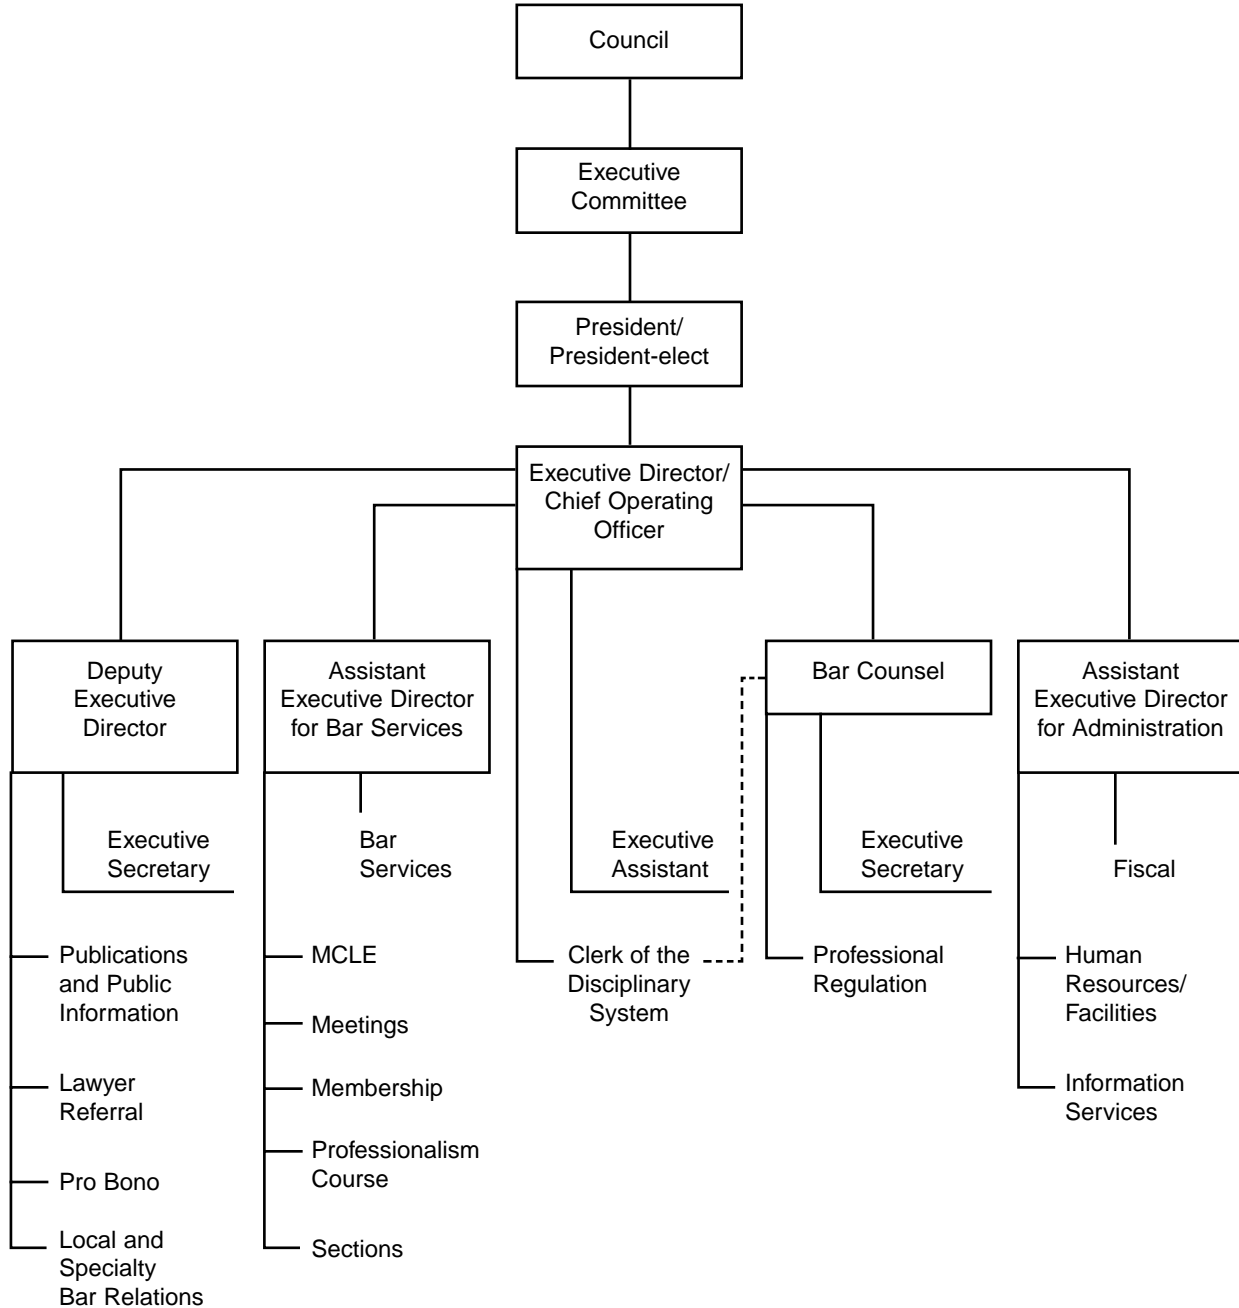 Council
Executive
Committee
President/
President-elect
Executive Director/
Chief Operating
Officer
Deputy
Executive
Director
Assistant
Executive Director
for Bar Services
Bar Counsel
Assistant
Executive Director
for Administration
Executive
Secretary
Bar
Services
Executive
Assistant
Executive
Secretary
Fiscal
Publications
and Public
Information
Lawyer
Referral
Pro Bono
Local and
Specialty
Bar Relations
MCLE
Meetings
Membership
Professionalism
Course
Sections
Clerk of the
Disciplinary
System
Professional
Regulation
Human
Resources/
Facilities
Information
Services